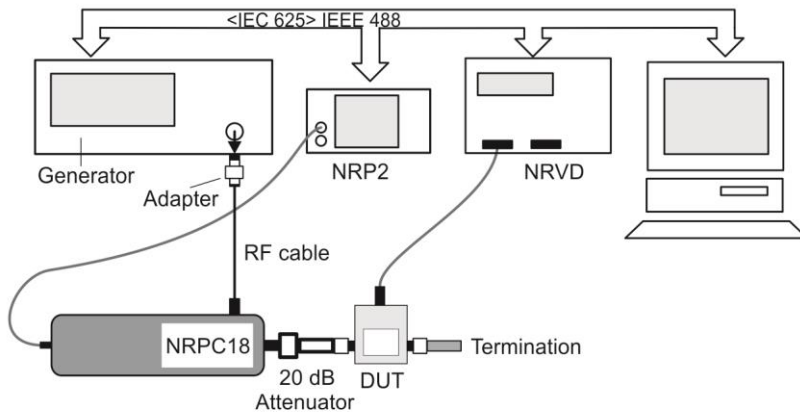 <IEC 625> IEEE 488
Generator
Adapter
NRP2
NRVD
RF cable
NRPC18
20 dB
Attenuator
DUT
Termination